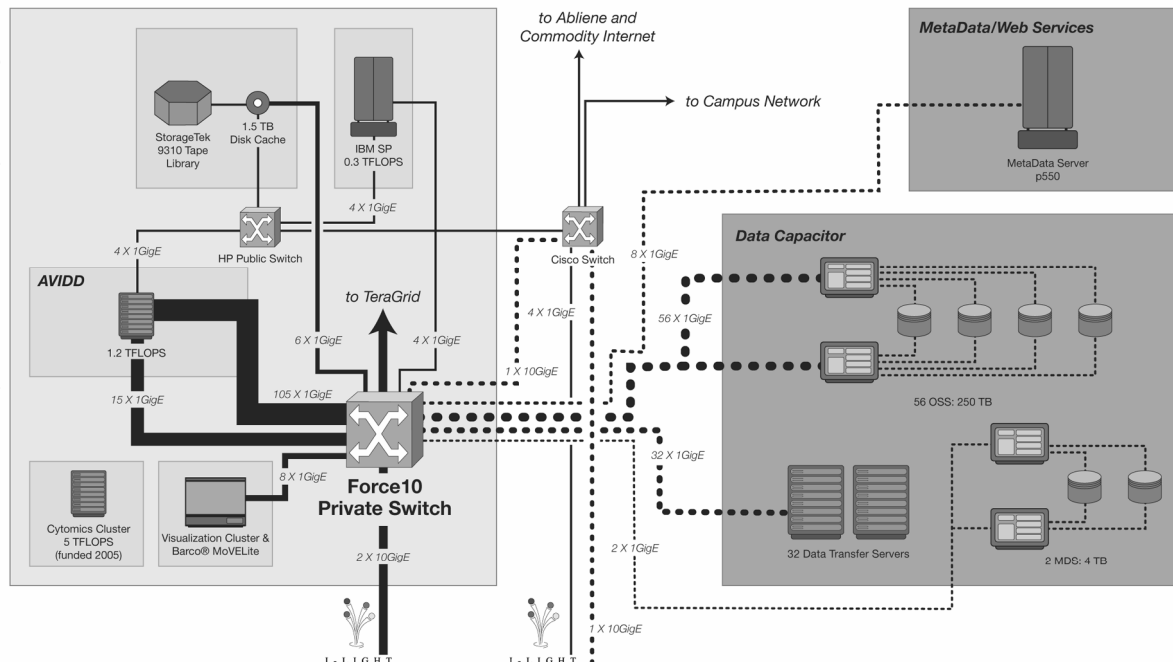 to Abliene and
Commodity Internet
to Campus Network
MetaData/Web Services
MetaData Server
p550
StorageTek
9310 Tape
Library
1.5 TB
Disk Cache
IBM SP
0.3 TFLOPS
4 X 1GigE
4 X 1GigE
HP Public Switch
Cisco Switch
8 X 1GigE
Data Capacitor
AVIDD
1.2 TFLOPS
to TeraGrid
6 X 1GigE
4 X 1GigE
4 X 1GigE
56 X 1GigE
1 X 10GigE
105 X 1GigE
15 X 1GigE
56 OSS: 250 TB
32 X 1GigE
8 X 1GigE
Force10
Private Switch
Cytomics Cluster
5 TFLOPS
(funded 2005)
Visualization Cluster &
Barco® MoVELite
2 X 10GigE
2 X 1GigE
32 Data Transfer Servers
2 MDS: 4 TB
1 X 10GigE
I-LIGHT
I-LIGHT